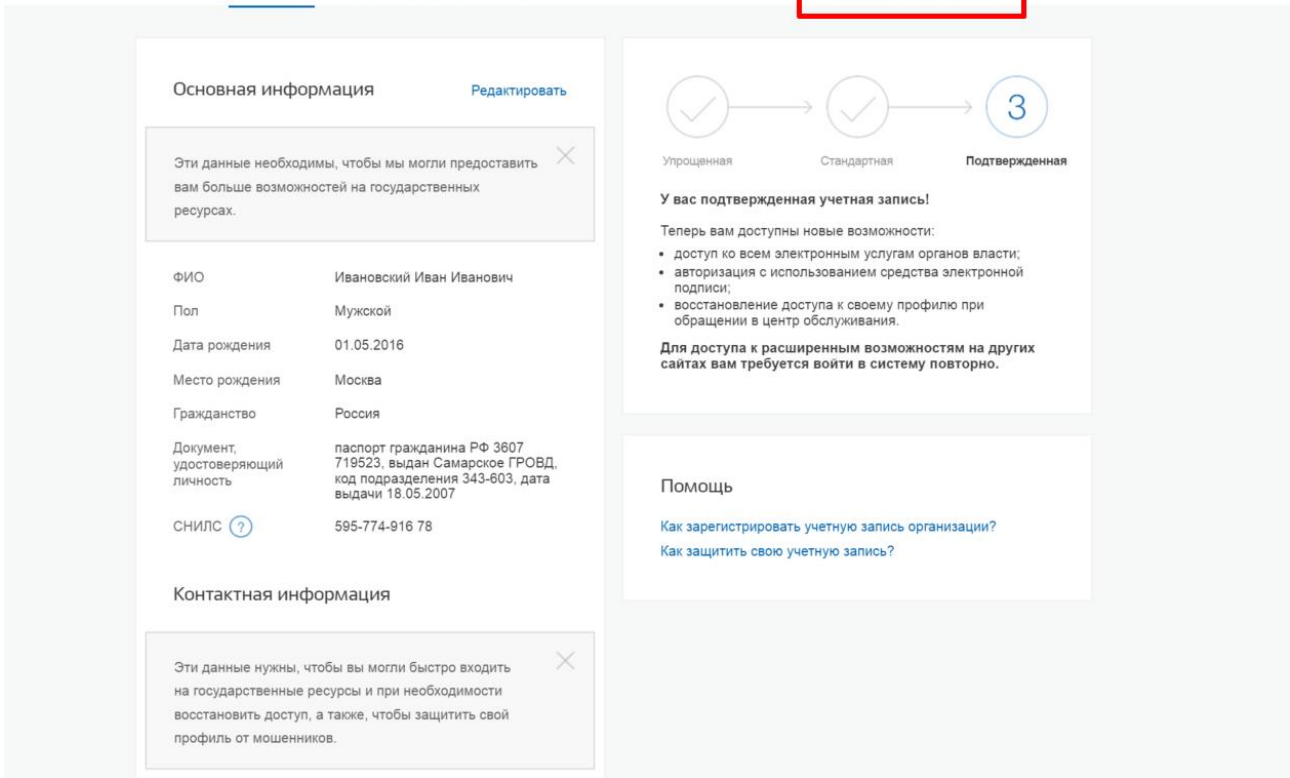 Основная информация
Редактировать
Эти данные необходимы, чтобы мы могли предоставить
вам больше возможностей на государственных
ресурсах.
ФИО Ивановский Иван Иванович
Пол Мужской
Дата рождения 01.05.2016
Место рождения Москва
Гражданство Россия
Документ,
удостоверяющий
личность
паспорт гражданина РФ 3607
719523, выдан Самарское ГРОВД,
код подразделения 343-603, дата
выдачи 18.05.2007
СНИЛС ? 595-774-916 78
Контактная информация
Эти данные нужны, чтобы вы могли быстро входить
на государственные ресурсы и при необходимости
восстановить доступ, а также, чтобы защитить свой
профиль от мошенников.
3
Упрощенная
Стандартная
Подтвержденная
У вас подтвержденная учетная запись!
Теперь вам доступны новые возможности:
• доступ ко всем электронным услугам органов власти;
• авторизация с использованием средства электронной
подписи;
• восстановление доступа к своему профилю при
обращении в центр обслуживания.
Для доступа к расширенным возможностям на других
сайтах вам требуется войти в систему повторно.
Помощь
Как зарегистрировать учетную запись организации?
Как защитить свою учетную запись?